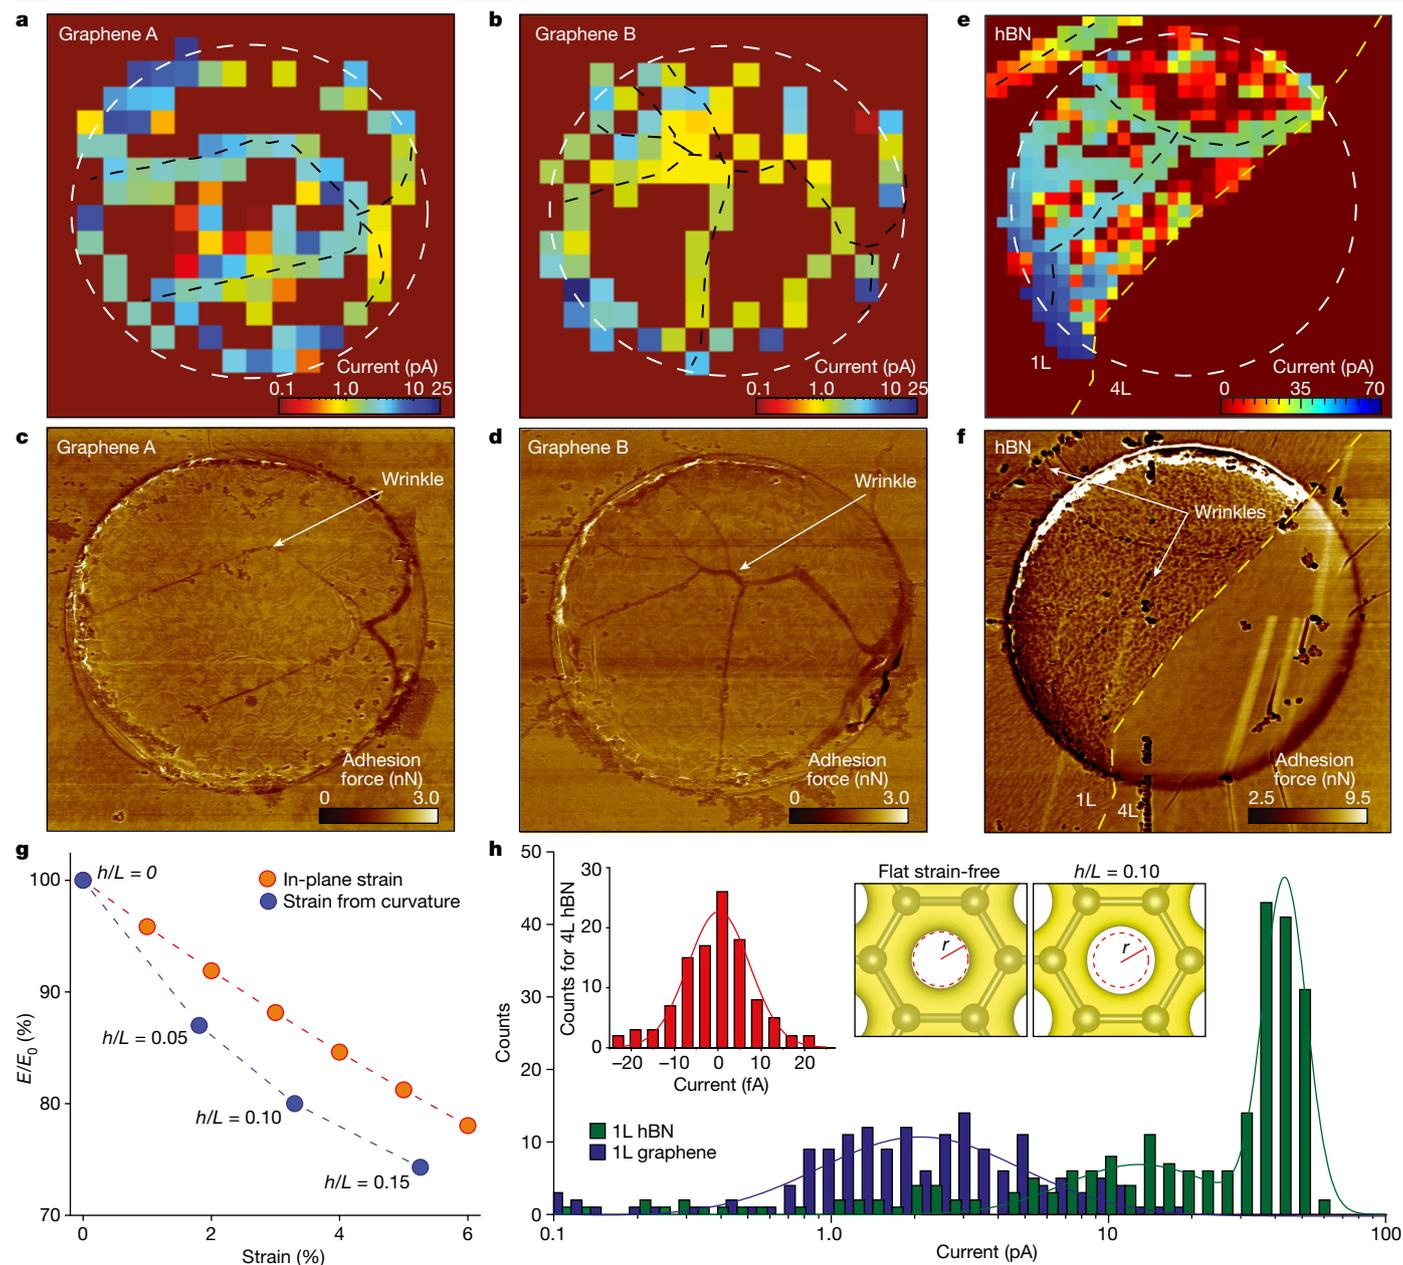 a
Graphene A
Current (pA)
0.1 1.0 10 25
b
Graphene B
Current (pA)
0.1 1.0 10 25
e
hBN
1L
4L
Current (pA)
0 35 70
c
Graphene A
Wrinkle
Adhesion
force (nN)
0 3.0
d
Graphene B
Wrinkle
Adhesion
force (nN)
0 3.0
f
hBN
Wrinkles
1L
4L
Adhesion
force (nN)
2.5 9.5
g
h/L = 0
In-plane strain
Strain from curvature
h/L = 0.05
h/L = 0.10
h/L = 0.15
E/E0 (%)
100
90
80
70
0 2 4 6
Strain (%)
h
Counts
50
40
30
20
10
0
Counts for 4L hBN
30
20
10
0
−20 −10 0 10 20
Current (fA)
Flat strain-free
r
h/L = 0.10
r
1L hBN
1L graphene
0.1 1.0 10 100
Current (pA)